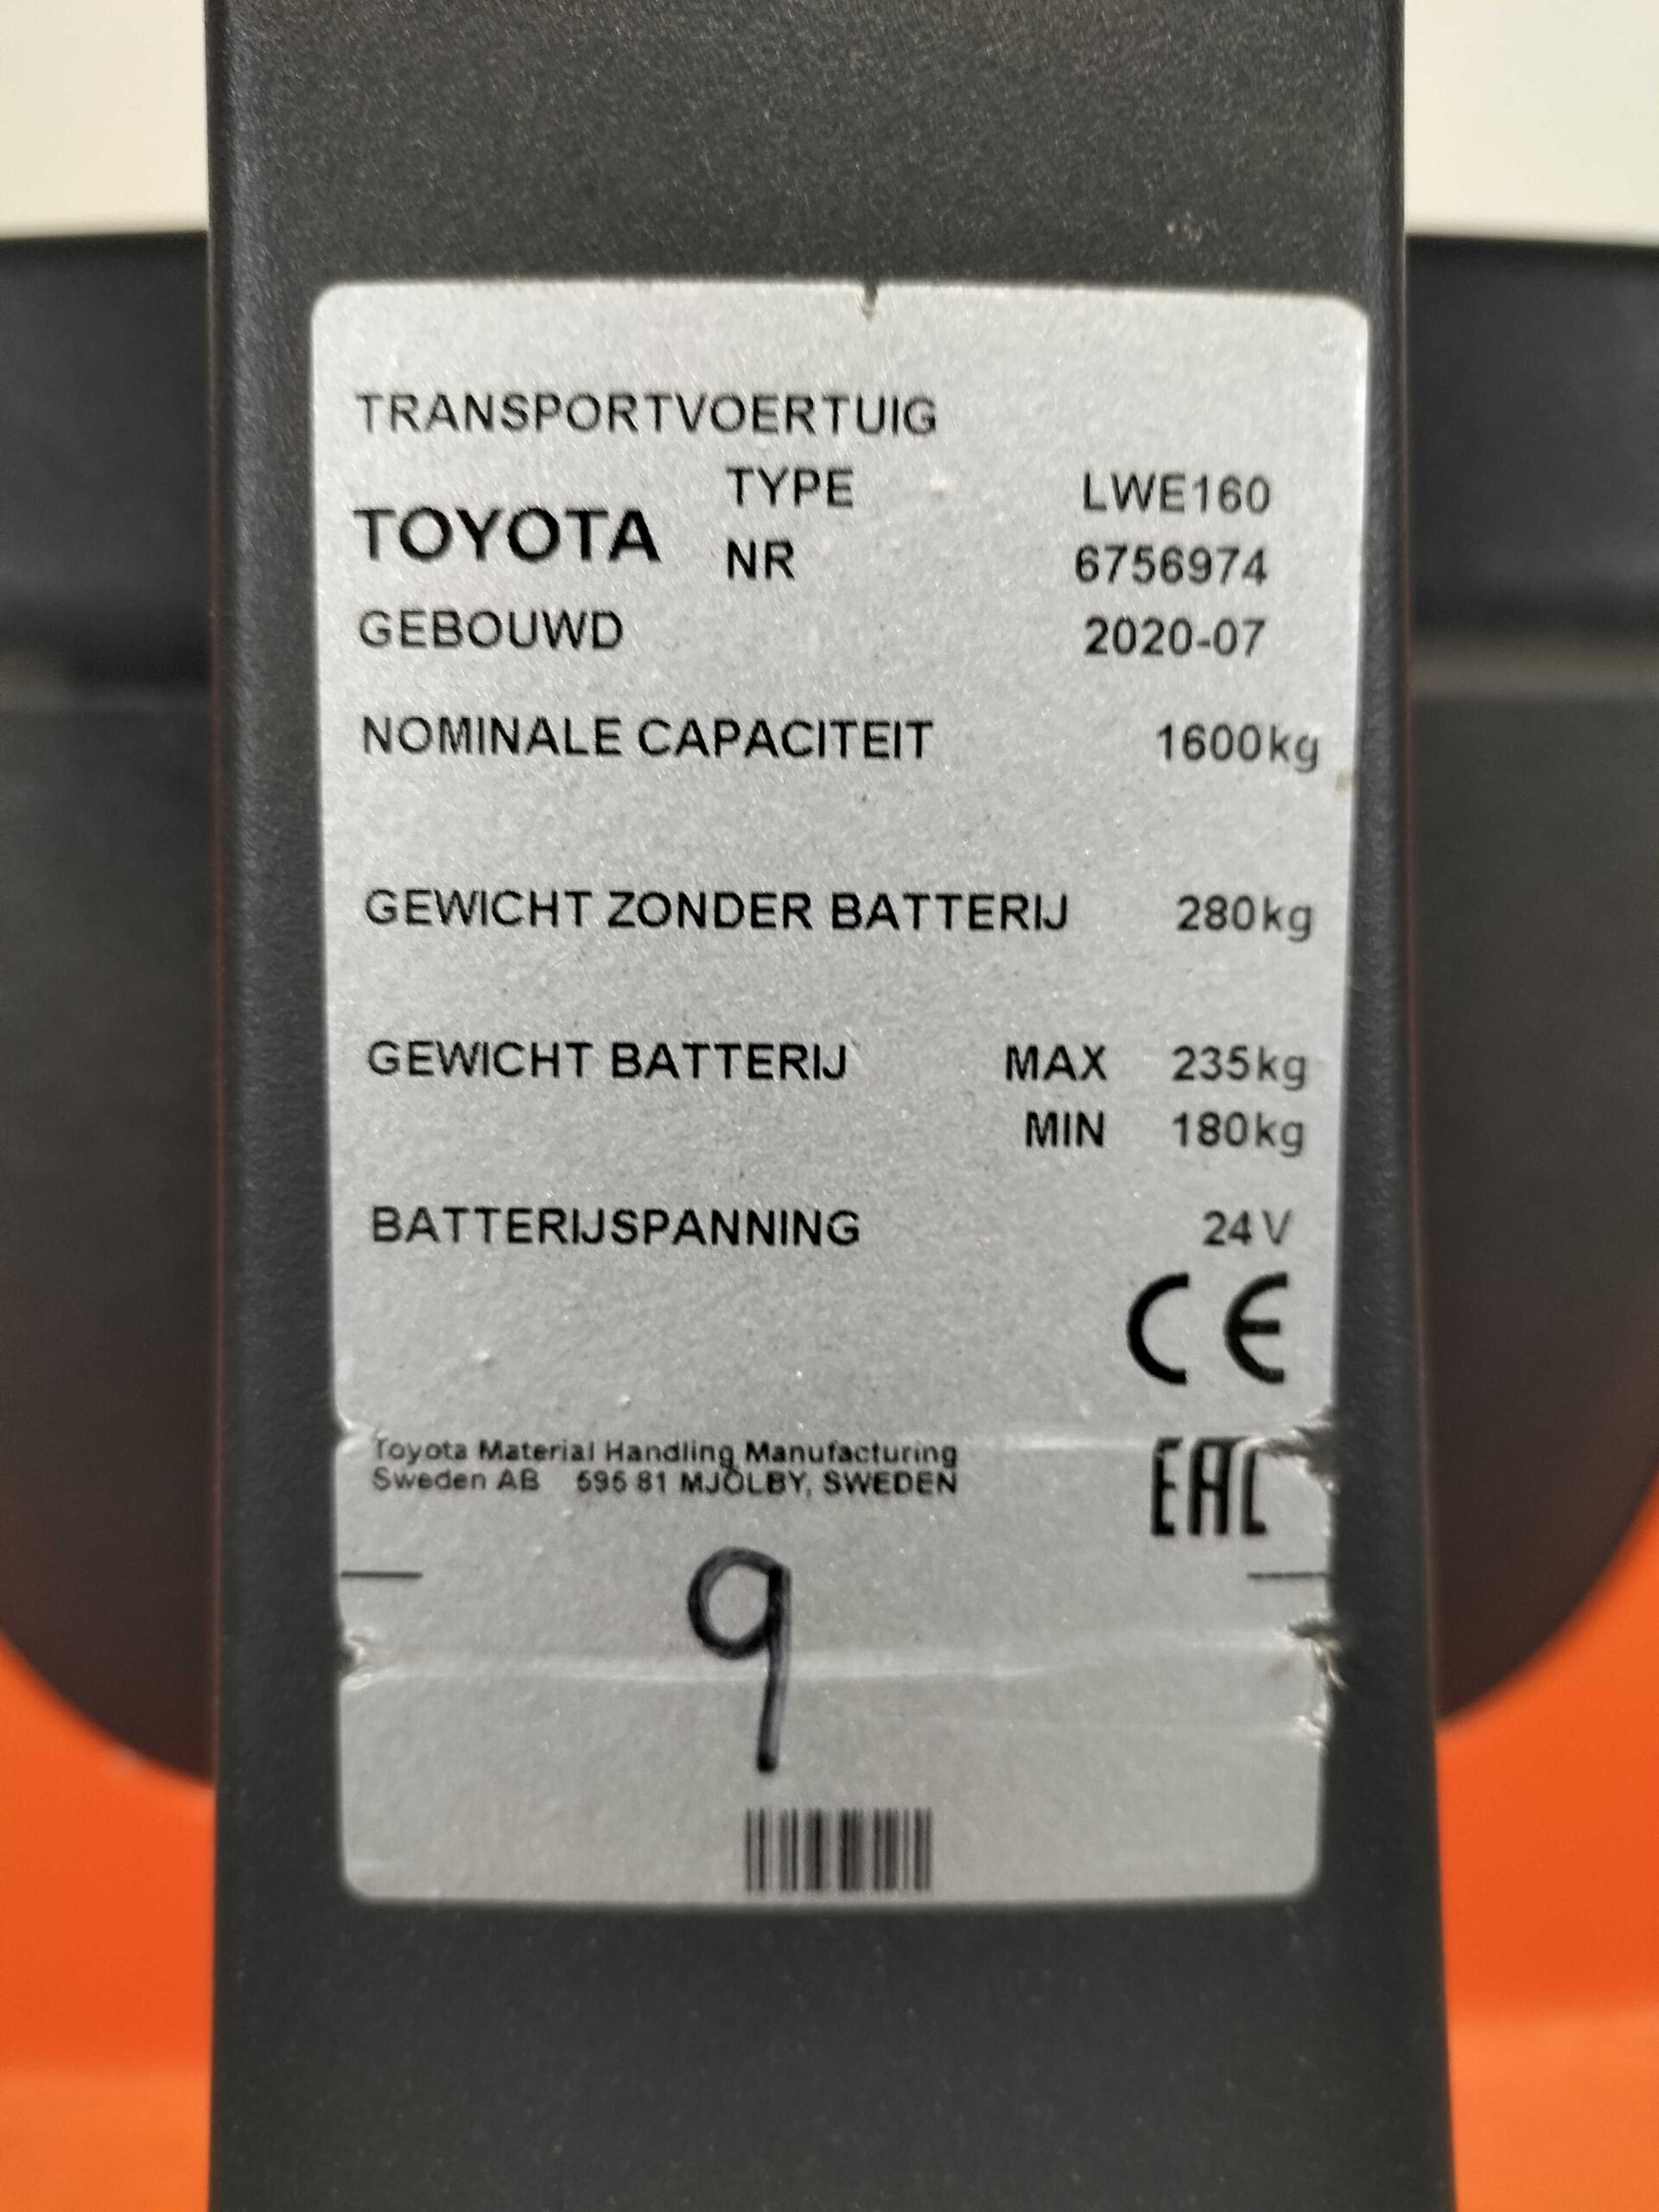 TRANSPORTVOERTUIG
TYPE LWE160
TOYOTA
NR 6756974
GEBOUWD 2020-07
NOMINALE CAPACITEIT 1600kg
GEWICHT ZONDER BATTERIJ 280kg
GEWICHT BATTERIJ MAX 235kg
MIN 180kg
BATTERIJSPANNING 24V
CE
Toyota Material Handling Manufacturing
Sweden AB 595 81 MJÖLBY, SWEDEN
EAC
9